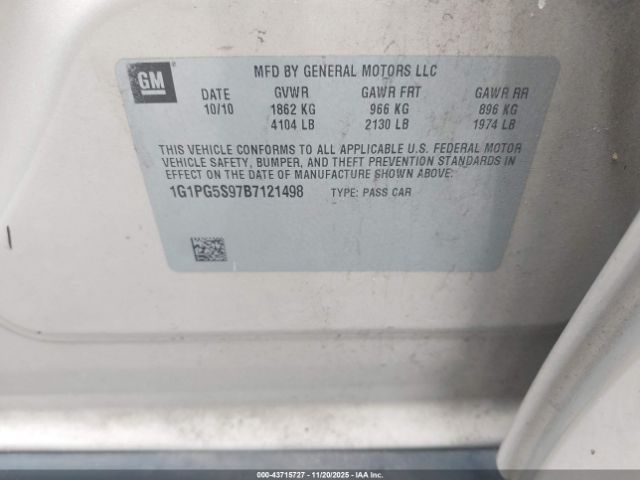 GM
MFD BY GENERAL MOTORS LLC
DATE GVWR GAWR FRT GAWR RR
10/10 1862 KG 966 KG 896 KG
4104 LB 2130 LB 1974 LB
THIS VEHICLE CONFORMS TO ALL APPLICABLE U.S. FEDERAL MOTOR
VEHICLE SAFETY, BUMPER, AND THEFT PREVENTION STANDARDS IN
EFFECT ON THE DATE OF MANUFACTURE SHOWN ABOVE:
1G1PG5S97B7121498 TYPE: PASS CAR
000-43715727 - 11/20/2025 - IAA Inc.